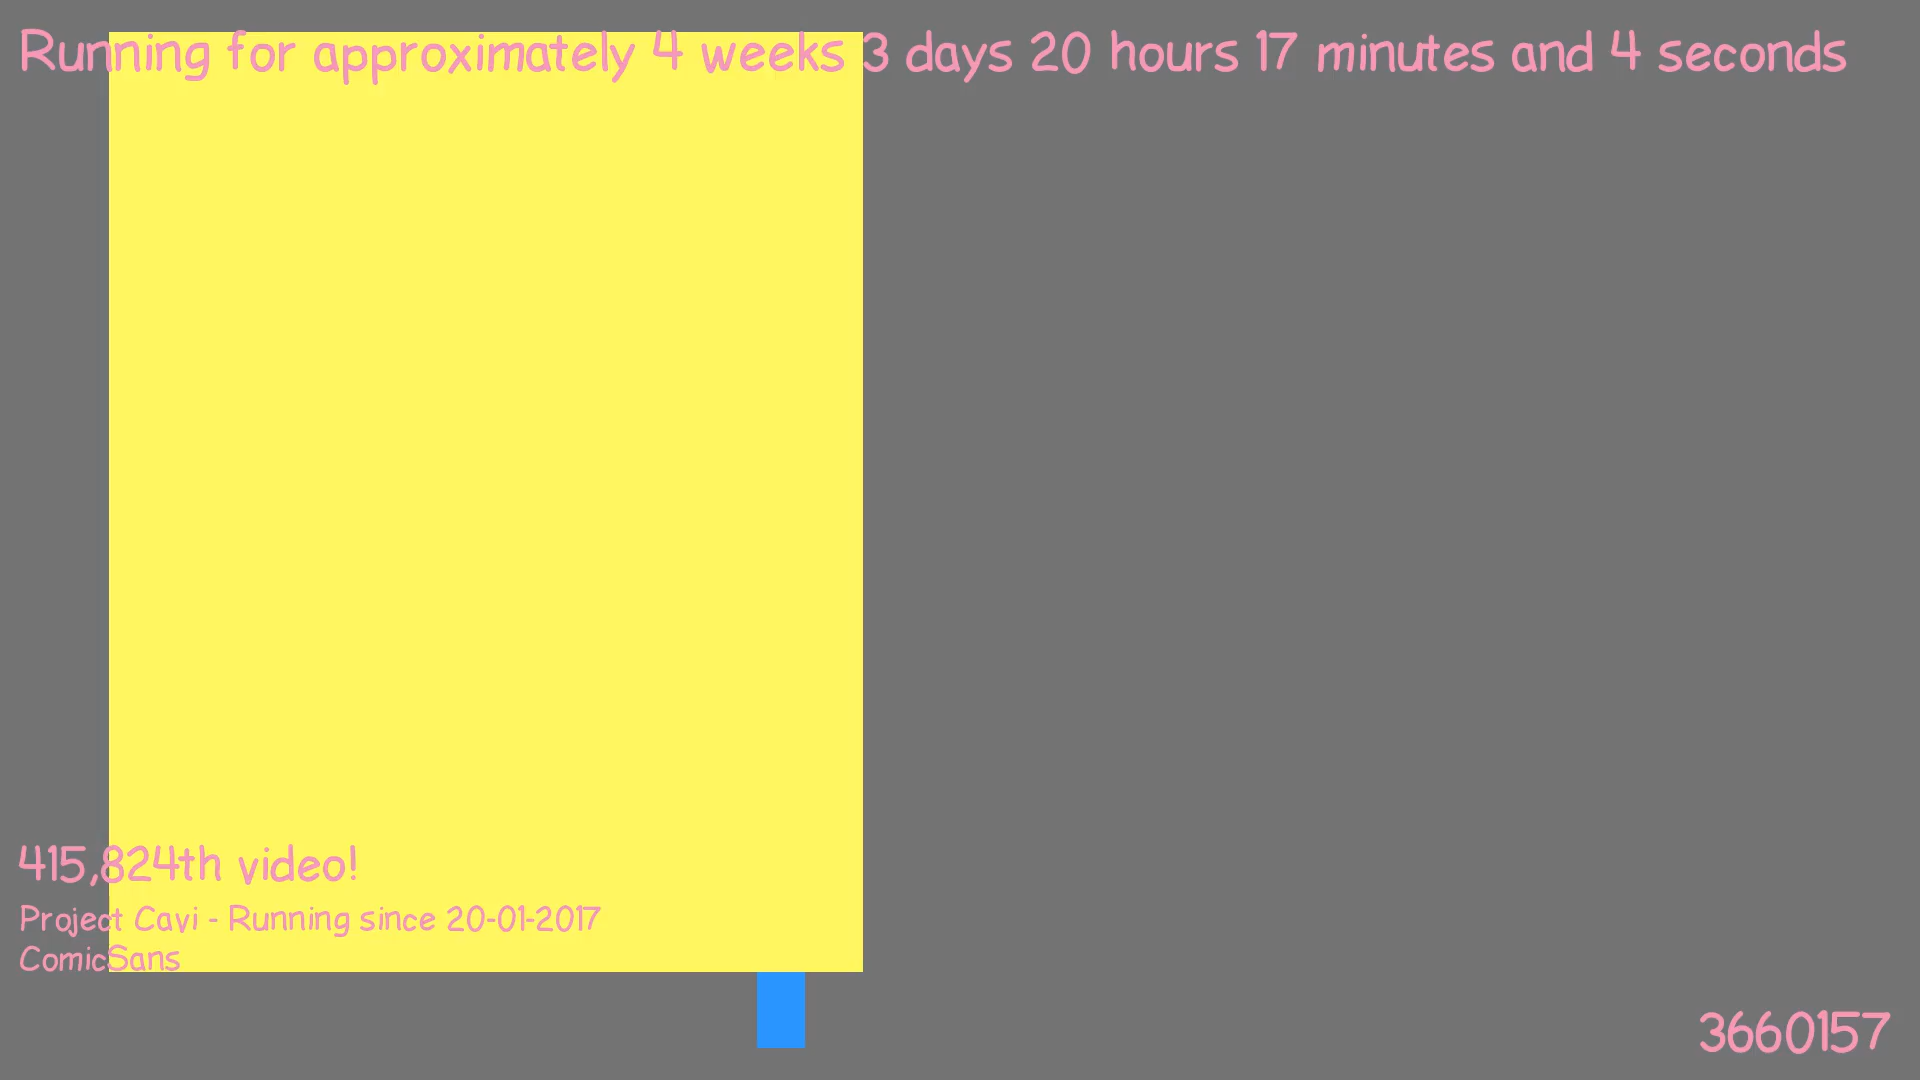 Running for approximately 4 weeks 3 days 20 hours 17 minutes and 4 seconds
415,824th video!
Project Cavi - Running since 20-01-2017
ComicSans
3660157